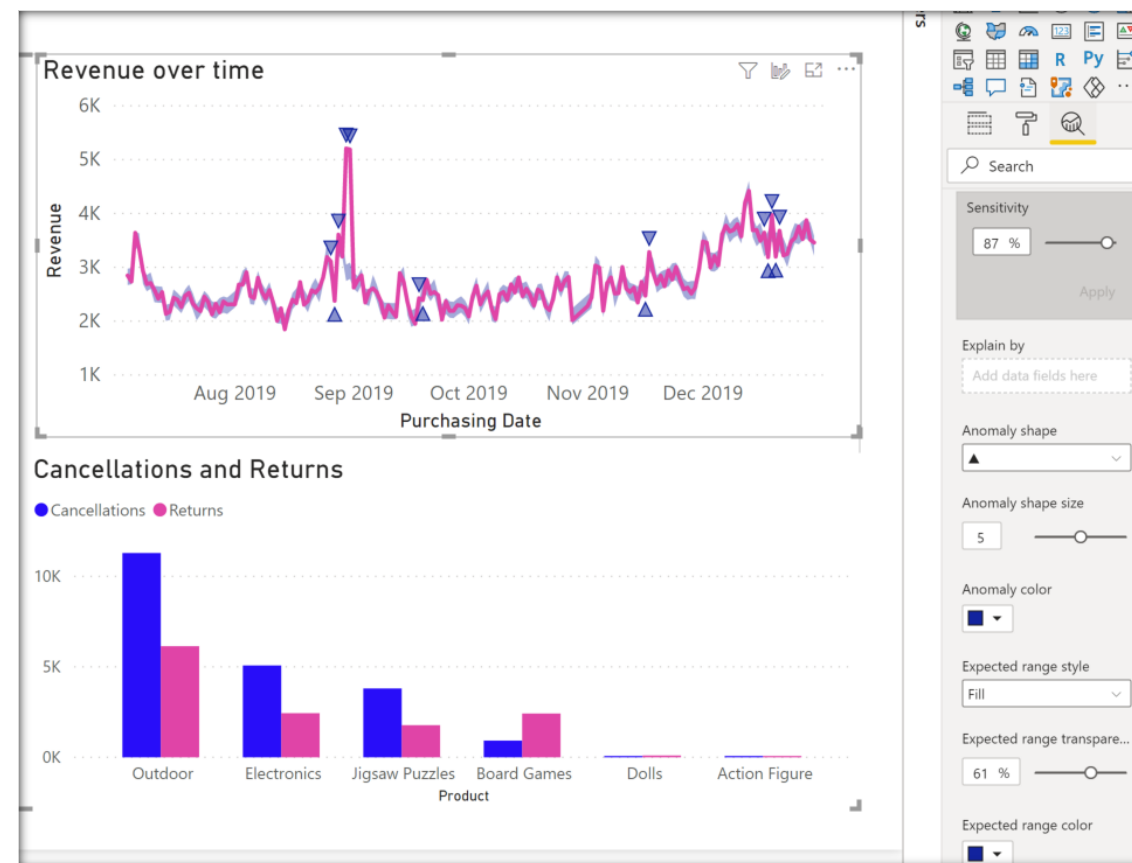 Revenue over time
6K
5K
4K
3K
2K
1K
Revenue
Aug 2019 Sep 2019 Oct 2019 Nov 2019 Dec 2019
Purchasing Date
Cancellations and Returns
Cancellations Returns
10K
5K
0K
Outdoor Electronics Jigsaw Puzzles Board Games Dolls Action Figure
Product
rs
123
R Py
Search
Sensitivity
87 %
Apply
Explain by
Add data fields here
Anomaly shape
Anomaly shape size
5
Anomaly color
Expected range style
Fill
Expected range transpare...
61 %
Expected range color